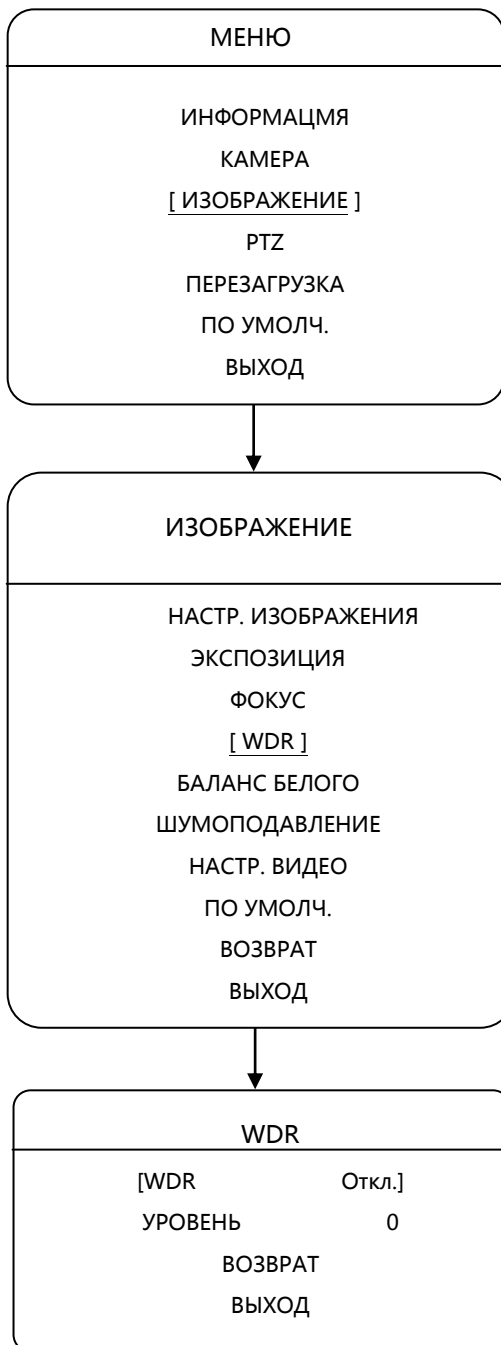 МЕНЮ
ИНФОРМАЦМЯ
КАМЕРА
[ ИЗОБРАЖЕНИЕ ]
PTZ
ПЕРЕЗАГРУЗКА
ПО УМОЛЧ.
ВЫХОД
ИЗОБРАЖЕНИЕ
НАСТР. ИЗОБРАЖЕНИЯ
ЭКСПОЗИЦИЯ
ФОКУС
[ WDR ]
БАЛАНС БЕЛОГО
ШУМОПОДАВЛЕНИЕ
НАСТР. ВИДЕО
ПО УМОЛЧ.
ВОЗВРАТ
ВЫХОД
WDR
[WDR Откл.]
УРОВЕНЬ 0
ВОЗВРАТ
ВЫХОД